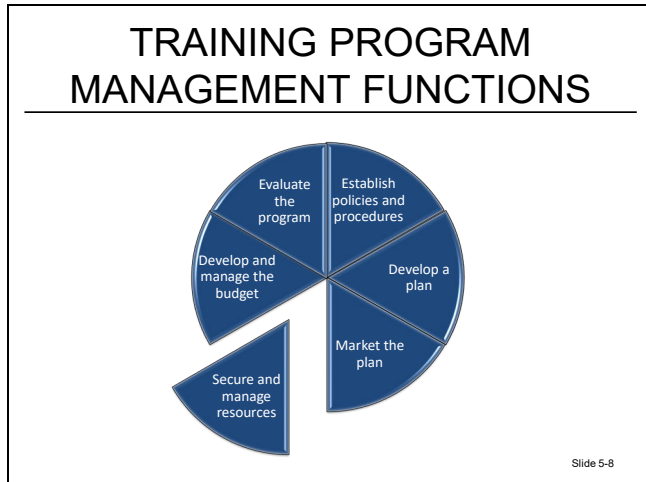 TRAINING PROGRAM
MANAGEMENT FUNCTIONS
Establish
policies and
procedures
Develop a
plan
Market the
plan
Secure and
manage
resources
Develop and
manage the
budget
Evaluate
the
program
Slide 5-8